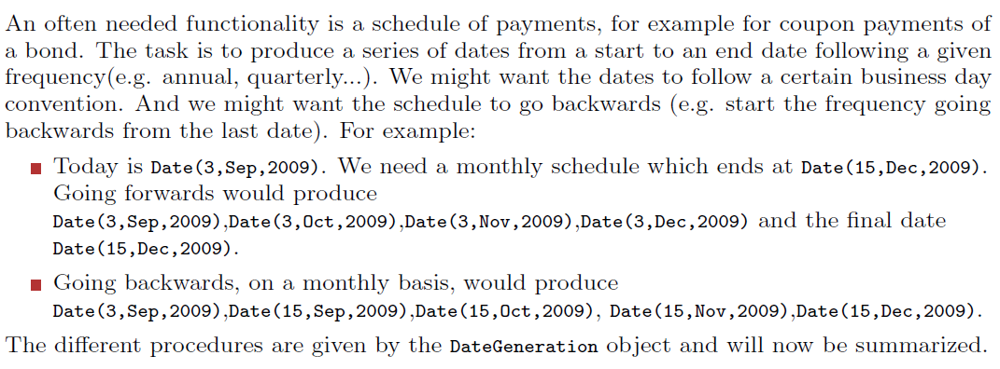 An often needed functionality is a schedule of payments, for example for coupon payments of
a bond. The task is to produce a series of dates from a start to an end date following a given
frequency(e.g. annual, quarterly...). We might want the dates to follow a certain business day
convention. And we might want the schedule to go backwards (e.g. start the frequency going
backwards from the last date). For example:
Today is Date(3,Sep,2009). We need a monthly schedule which ends at Date(15,Dec,2009).
Going forwards would produce
Date(3,Sep,2009),Date(3,Oct,2009),Date(3,Nov,2009),Date(3,Dec,2009) and the final date
Date(15,Dec,2009).
Going backwards, on a monthly basis, would produce
Date(3,Sep,2009),Date(15,Sep,2009),Date(15,Oct,2009), Date(15,Nov,2009),Date(15,Dec,2009).
The different procedures are given by the DateGeneration object and will now be summarized.